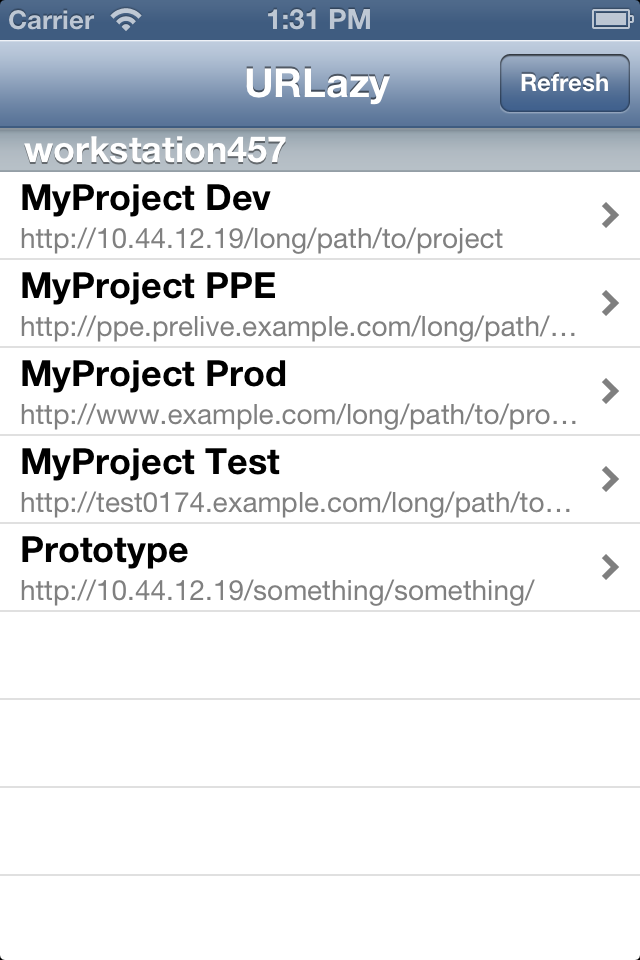 Carrier 1:31 PM
URLazy Refresh
workstation457
MyProject Dev
http://10.44.12.19/long/path/to/project
MyProject PPE
http://ppe.prelive.example.com/long/path/…
MyProject Prod
http://www.example.com/long/path/to/pro…
MyProject Test
http://test0174.example.com/long/path/to…
Prototype
http://10.44.12.19/something/something/